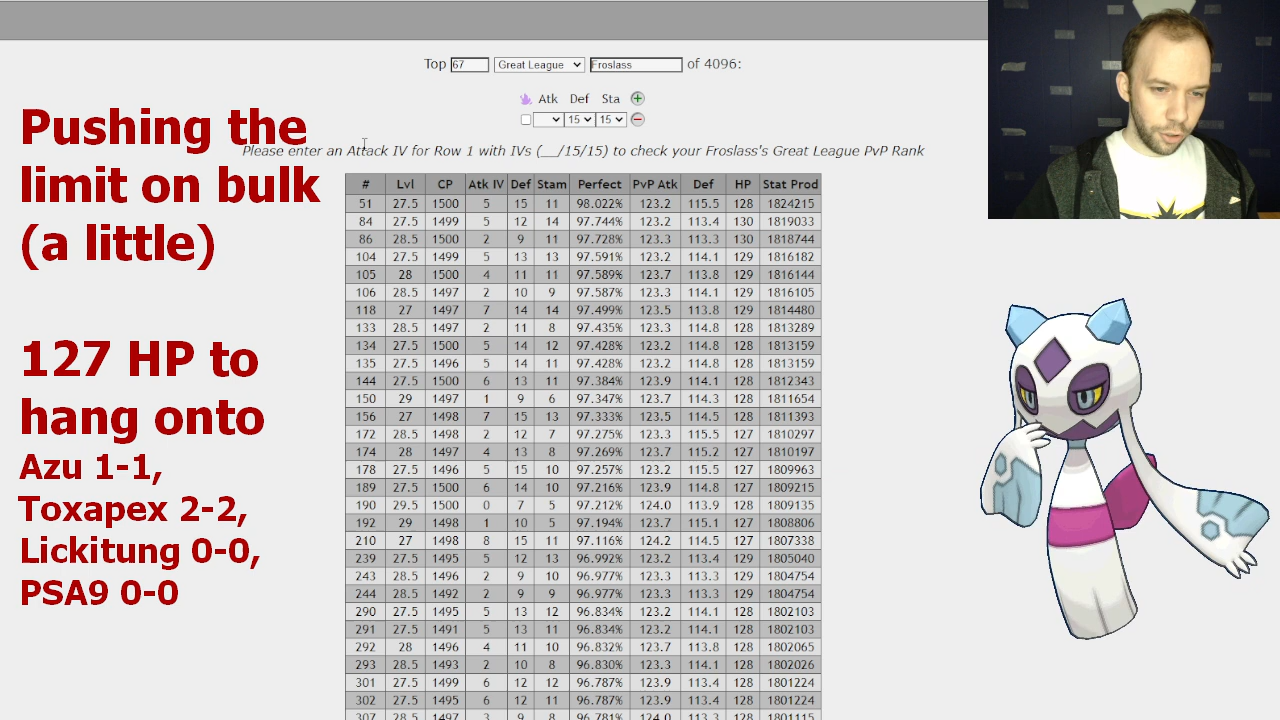 Top 67 Great League Froslass of 4096:
Atk Def Sta
15 15
Please enter an Attack IV for Row 1 with IVs (__/15/15) to check your Froslass's Great League PvP Rank
Pushing the
limit on bulk
(a little)
127 HP to
hang onto
Azu 1-1,
Toxapex 2-2,
Lickitung 0-0,
PSA9 0-0
# Lvl CP Atk IV Def Stam Perfect PvP Atk Def HP Stat Prod
51 27.5 1500 5 15 11 98.022% 123.2 115.5 128 1824215
84 27.5 1499 5 12 14 97.744% 123.2 113.4 130 1819033
86 28.5 1500 2 9 11 97.728% 123.3 113.3 130 1818744
104 27.5 1499 5 13 13 97.591% 123.2 114.1 129 1816182
105 28 1500 4 11 11 97.589% 123.7 113.8 129 1816144
106 28.5 1497 2 10 9 97.587% 123.3 114.1 129 1816105
118 27 1497 7 14 14 97.499% 123.5 113.8 129 1814480
133 28.5 1497 2 11 8 97.435% 123.3 114.8 128 1813289
134 27.5 1500 5 14 12 97.428% 123.2 114.8 128 1813159
135 27.5 1496 5 14 11 97.428% 123.2 114.8 128 1813159
144 27.5 1500 6 13 11 97.384% 123.9 114.1 128 1812343
150 29 1497 1 9 6 97.347% 123.7 114.3 128 1811654
156 27 1498 7 15 13 97.333% 123.5 114.5 128 1811393
172 28.5 1498 2 12 7 97.275% 123.3 115.5 127 1810297
174 28 1497 4 13 8 97.269% 123.7 115.2 127 1810197
178 27.5 1496 5 15 10 97.257% 123.2 115.5 127 1809963
189 27.5 1500 6 14 10 97.216% 123.9 114.8 127 1809215
190 29.5 1500 0 7 5 97.212% 124.0 113.9 128 1809135
192 29 1498 1 10 5 97.194% 123.7 115.1 127 1808806
210 27 1498 8 15 11 97.116% 124.2 114.5 127 1807338
239 27.5 1495 5 12 13 96.992% 123.2 113.4 129 1805040
243 28.5 1496 2 9 10 96.977% 123.3 113.3 129 1804754
244 28.5 1492 2 9 9 96.977% 123.3 113.3 129 1804754
290 27.5 1495 5 13 12 96.834% 123.2 114.1 128 1802103
291 27.5 1491 5 13 11 96.834% 123.2 114.1 128 1802103
292 28 1496 4 11 10 96.832% 123.7 113.8 128 1802065
293 28.5 1493 2 10 8 96.830% 123.3 114.1 128 1802026
301 27.5 1499 6 12 12 96.787% 123.9 113.4 128 1801224
302 27.5 1495 6 12 11 96.787% 123.9 113.4 128 1801224
307 28.5 1497 3 9 8 96.781% 124.0 113.3 128 1801115